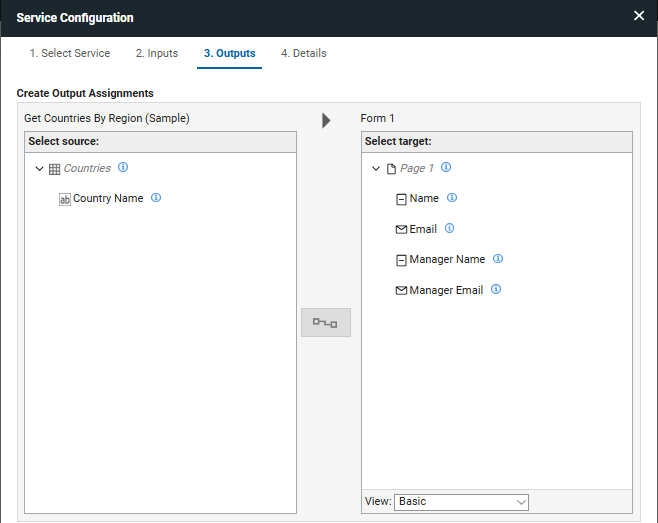 Service Configuration
1. Select Service 2. Inputs 3. Outputs 4. Details
Create Output Assignments
Get Countries By Region (Sample) Form 1
Select source: Select target:
Countries Page 1
ab Country Name Name
Email
Manager Name
Manager Email
View: Basic